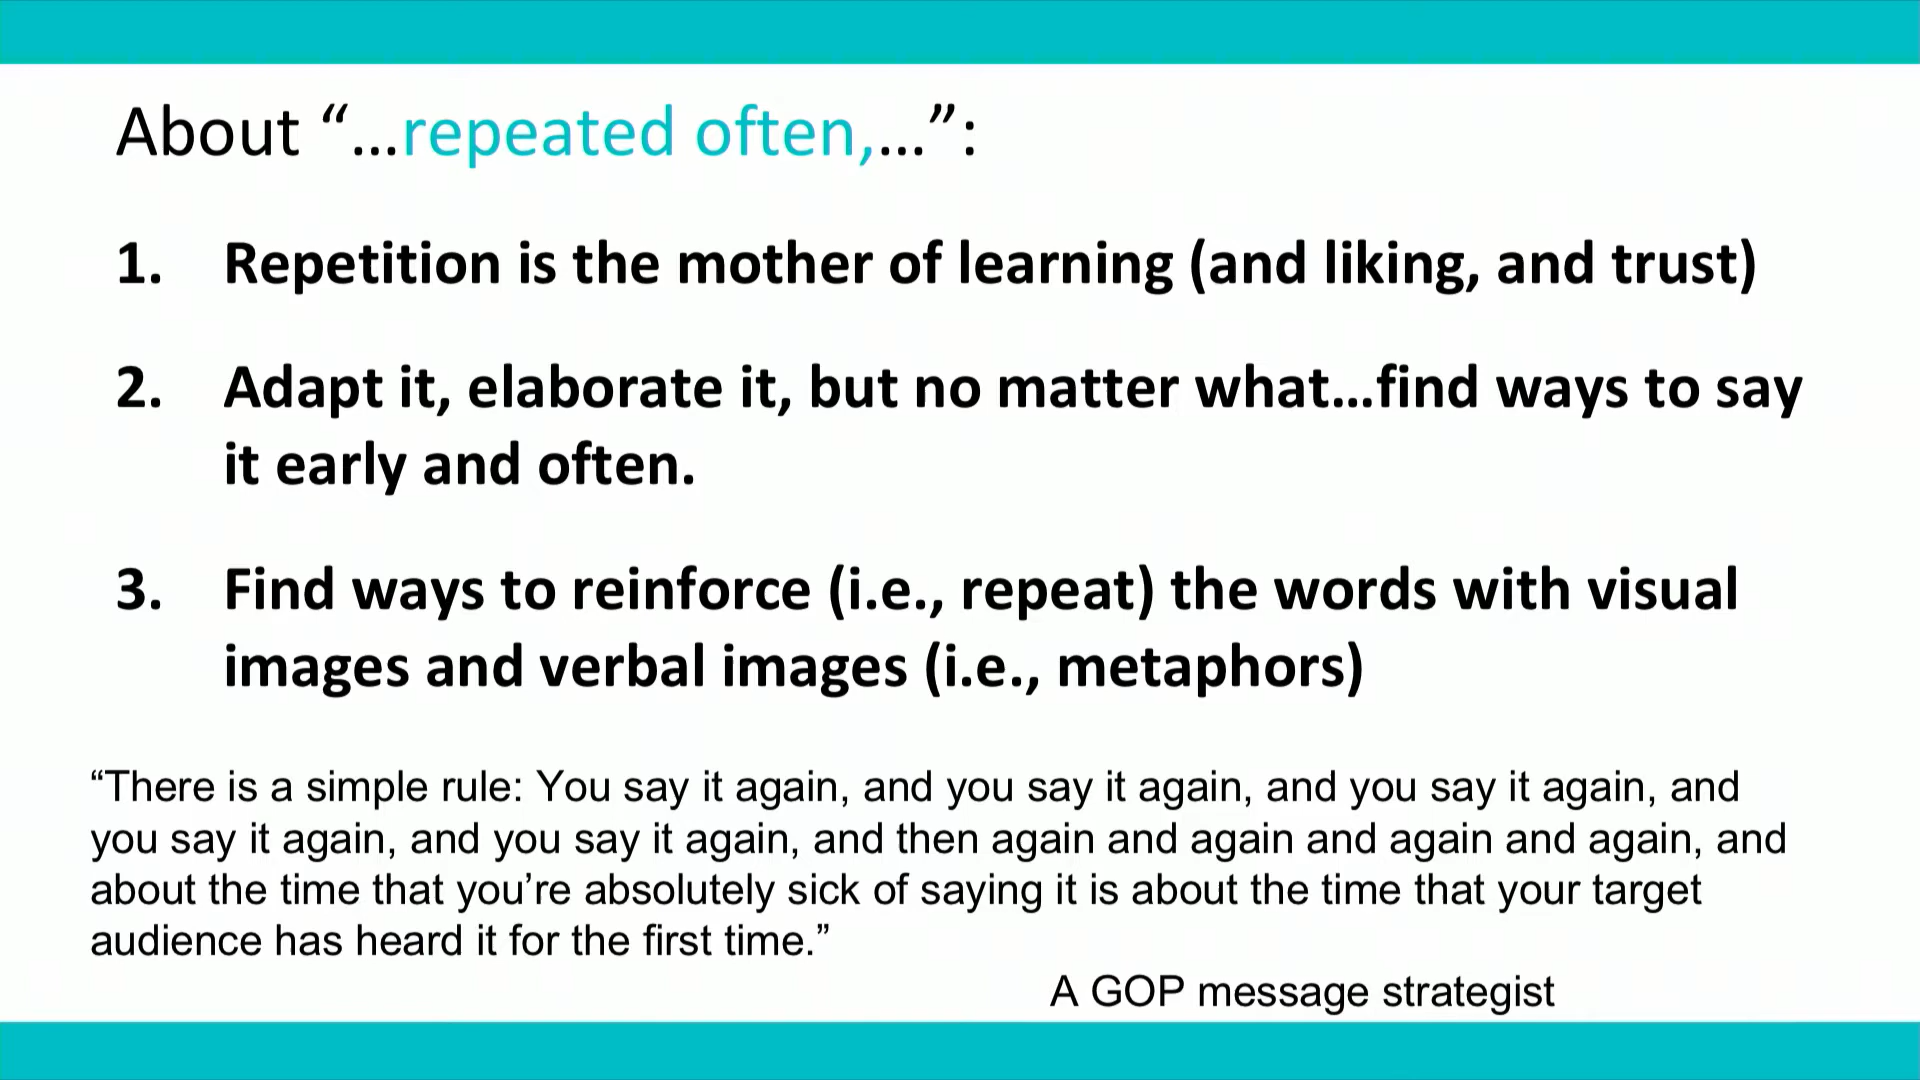 About “…repeated often,…”:
1. Repetition is the mother of learning (and liking, and trust)
2. Adapt it, elaborate it, but no matter what…find ways to say
it early and often.
3. Find ways to reinforce (i.e., repeat) the words with visual
images and verbal images (i.e., metaphors)
“There is a simple rule: You say it again, and you say it again, and you say it again, and
you say it again, and you say it again, and then again and again and again and again, and
about the time that you’re absolutely sick of saying it is about the time that your target
audience has heard it for the first time.”
A GOP message strategist